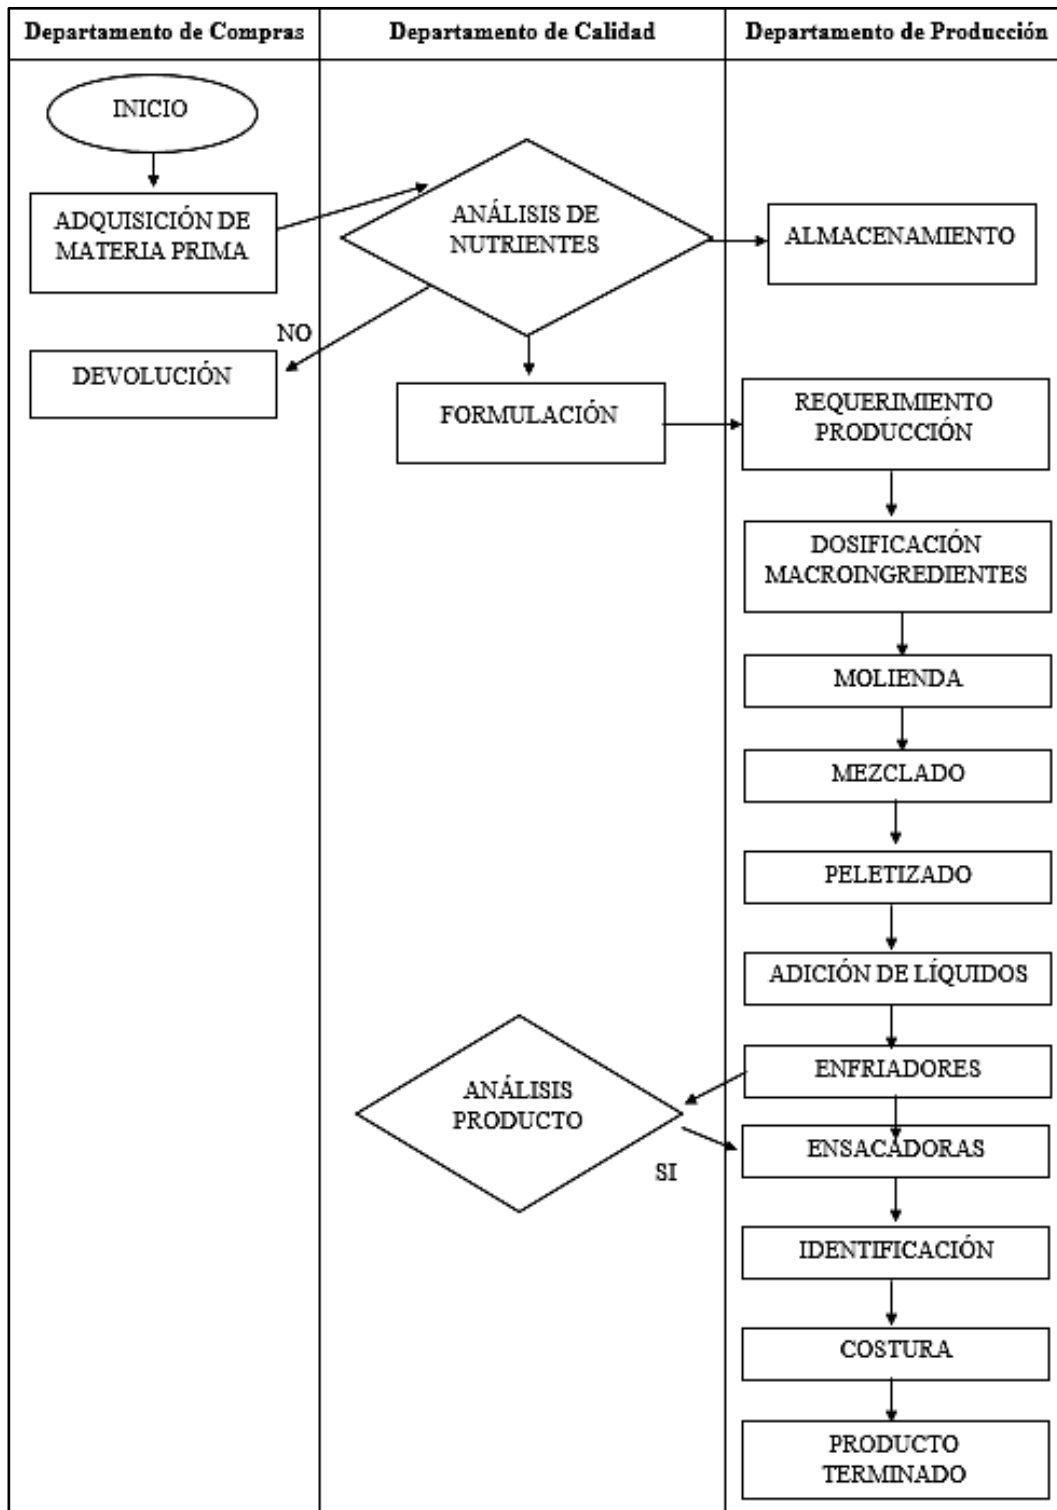 Departamento de Compras
Departamento de Calidad
Departamento de Producción
INICIO
ADQUISICIÓN DE
MATERIA PRIMA
ANÁLISIS DE
NUTRIENTES
ALMACENAMIENTO
NO
DEVOLUCIÓN
FORMULACIÓN
REQUERIMIENTO
PRODUCCIÓN
DOSIFICACIÓN
MACROINGREDIENTES
MOLIENDA
MEZCLADO
PELETIZADO
ADICIÓN DE LÍQUIDOS
ENFRIADORES
ANÁLISIS
PRODUCTO
SI
ENSACADORAS
IDENTIFICACIÓN
COSTURA
PRODUCTO
TERMINADO